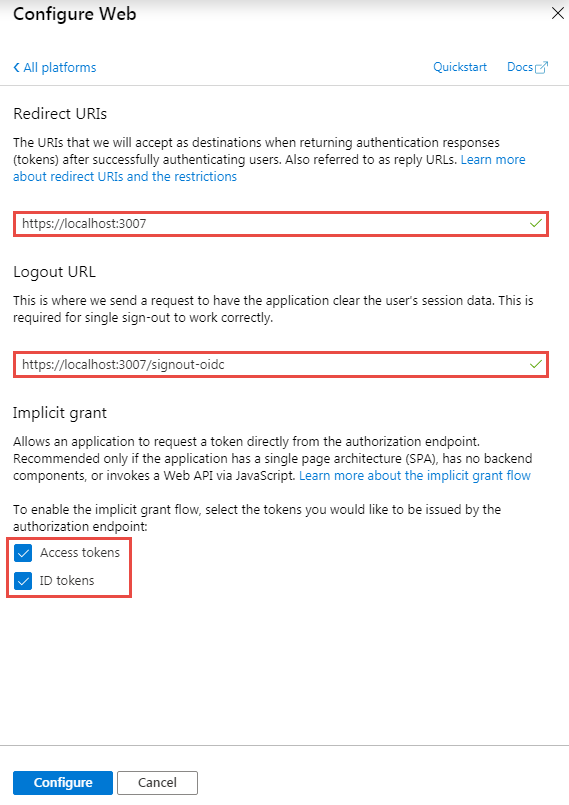 Configure Web
All platforms
Quickstart
Docs
Redirect URIs
The URIs that we will accept as destinations when returning authentication responses
(tokens) after successfully authenticating users. Also referred to as reply URLs. Learn more
about redirect URIs and the restrictions
https://localhost:3007
Logout URL
This is where we send a request to have the application clear the user's session data. This is
required for single sign-out to work correctly.
https://localhost:3007/signout-oidc
Implicit grant
Allows an application to request a token directly from the authorization endpoint.
Recommended only if the application has a single page architecture (SPA), has no backend
components, or invokes a Web API via JavaScript. Learn more about the implicit grant flow
To enable the implicit grant flow, select the tokens you would like to be issued by the
authorization endpoint:
Access tokens
ID tokens
Configure
Cancel